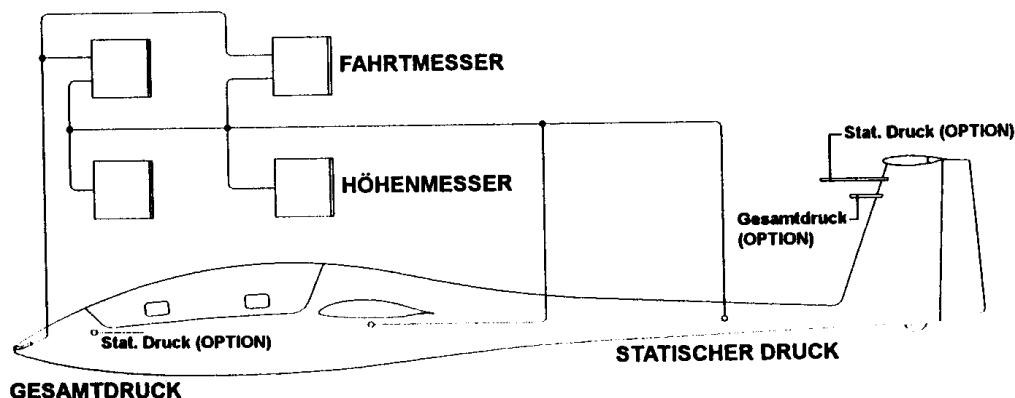 FAHRTMESSER
Stat. Druck (OPTION)
HÖHENMESSER
Gesamtdruck
(OPTION)
Stat. Druck (OPTION)
STATISCHER DRUCK
GESAMTDRUCK